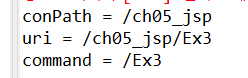 conPath = /ch05_jsp
uri = /ch05_jsp/Ex3
command = /Ex3